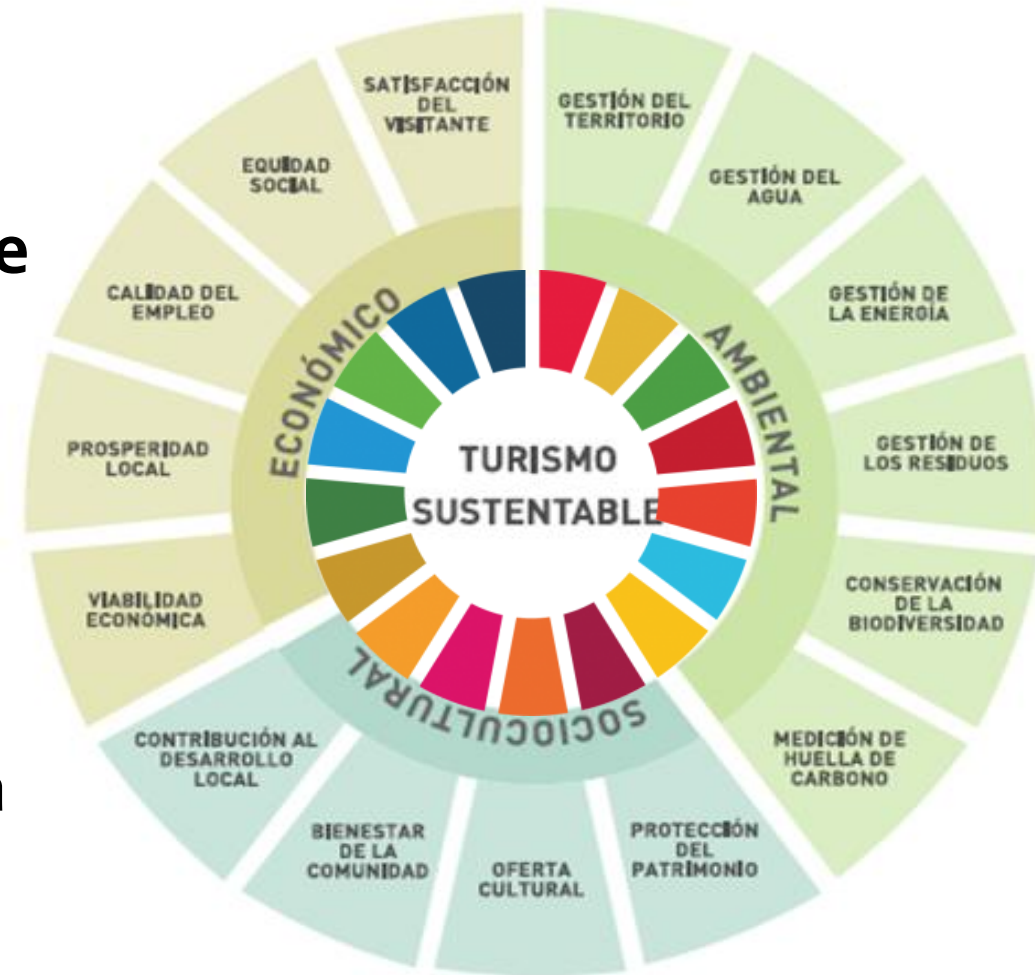 TURISMO
SUSTENTABLE
AMBIENTAL
GESTIÓN DEL
TERRITORIO
GESTIÓN DEL
AGUA
GESTIÓN DE
LA ENERGÍA
GESTIÓN DE
LOS RESIDUOS
CONSERVACIÓN
DE LA
BIODIVERSIDAD
MEDICIÓN DE
HUELLA DE
CARBONO
SOCIOCULTURAL
PROTECCIÓN
DEL
PATRIMONIO
OFERTA
CULTURAL
BIENESTAR
DE LA
COMUNIDAD
CONTRIBUCIÓN AL
DESARROLLO
LOCAL
ECONÓMICO
VIABILIDAD
ECONÓMICA
PROSPERIDAD
LOCAL
CALIDAD DEL
EMPLEO
EQUIDAD
SOCIAL
SATISFACCIÓN
DEL
VISITANTE
e